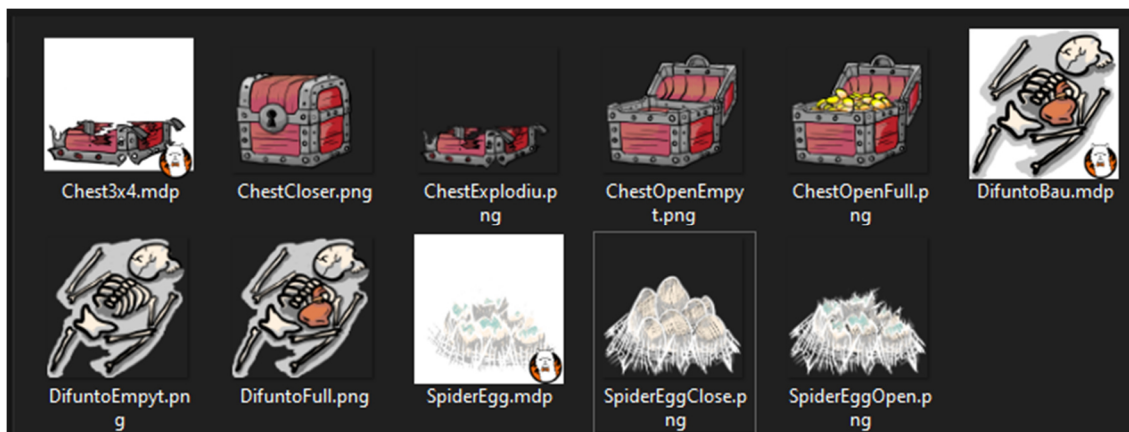 Chest3x4.mdp
ChestCloser.png
ChestExplodiu.p
ng
ChestOpenEmpy
t.png
ChestOpenFull.p
ng
DifuntoBau.mdp
DifuntoEmpyt.pn
g
DifuntoFull.png
SpiderEgg.mdp
SpiderEggClose.p
ng
SpiderEggOpen.p
ng